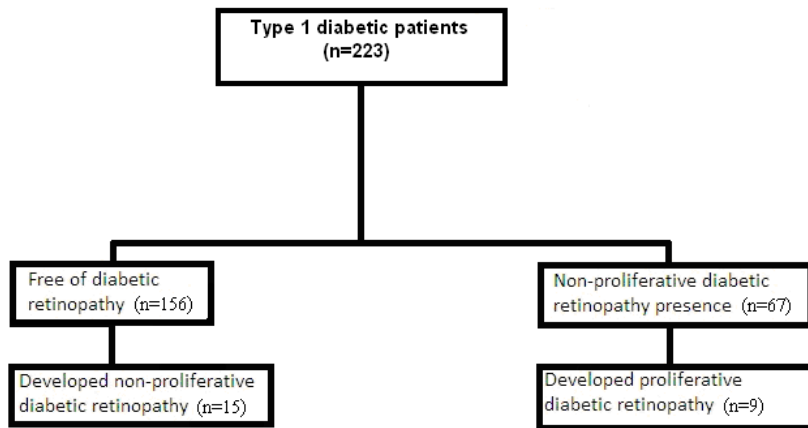 Type 1 diabetic patients
(n=223)
Free of diabetic
retinopathy (n=156)
Non-proliferative diabetic
retinopathy presence (n=67)
Developed non-proliferative
diabetic retinopathy (n=15)
Developed proliferative
diabetic retinopathy (n=9)